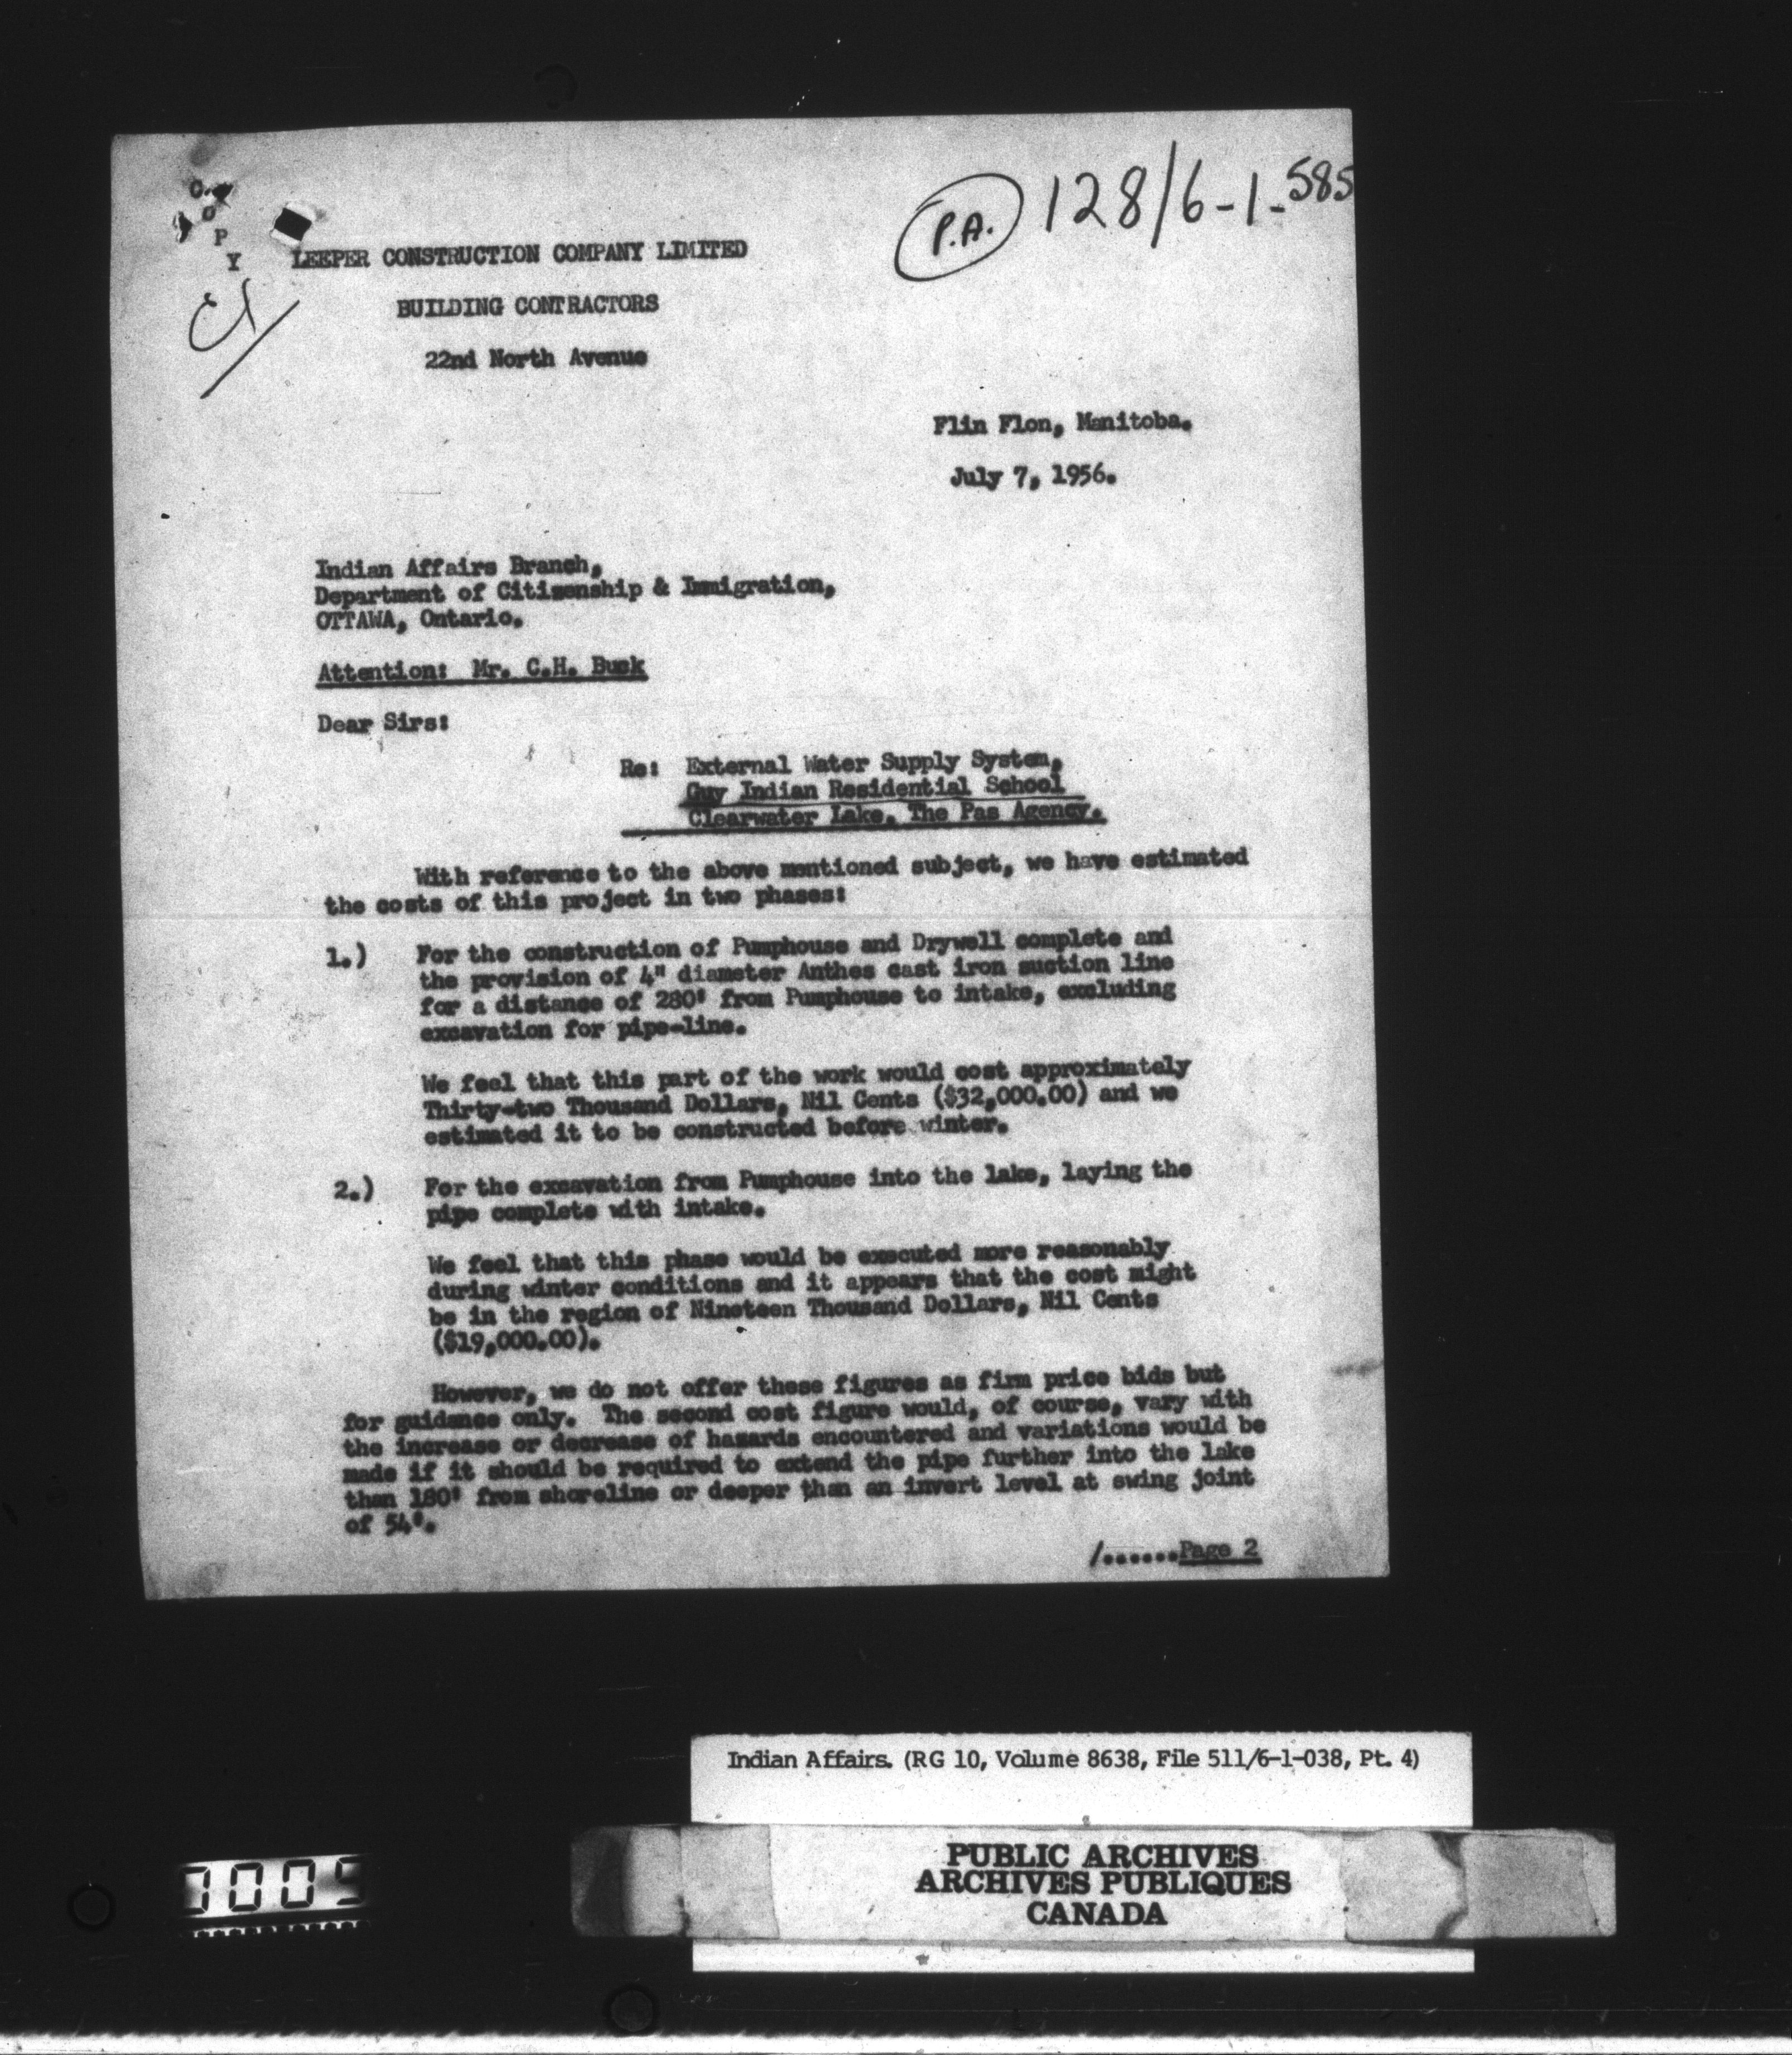 C
O
P
Y
P.A. 128/6-1-585
LEEPER CONSTRUCTION COMPANY LIMITED
BUILDING CONTRACTORS
22nd North Avenue
Flin Flon, Manitoba.
July 7, 1956.
Indian Affairs Branch,
Department of Citizenship & Immigration,
OTTAWA, Ontario.
Attention: Mr. C.H. Buck
Dear Sirs:
Re: External Water Supply System,
Guy Indian Residential School
Clearwater Lake, The Pas Agency.
With reference to the above mentioned subject, we have estimated
the costs of this project in two phases:
1.) For the construction of Pumphouse and Drywell complete and
the provision of 4" diameter Anthes cast iron suction line
for a distance of 280' from Pumphouse to intake, excluding
excavation for pipe-line.
We feel that this part of the work would cost approximately
Thirty-two Thousand Dollars, Nil Cents ($32,000.00) and we
estimated it to be constructed before winter.
2.) For the excavation from Pumphouse into the lake, laying the
pipe complete with intake.
We feel that this phase would be executed more reasonably
during winter conditions and it appears that the cost might
be in the region of Nineteen Thousand Dollars, Nil Cents
($19,000.00).
However, we do not offer these figures as firm price bids but
for guidance only. The second cost figure would, of course, vary with
the increase or decrease of hazards encountered and variations would be
made if it should be required to extend the pipe further into the lake
than 180' from shoreline or deeper than an invert level at swing joint
of 54'.
/......Page 2
Indian Affairs. (RG 10, Volume 8638, File 511/6-1-038, Pt. 4)
PUBLIC ARCHIVES
ARCHIVES PUBLIQUES
CANADA